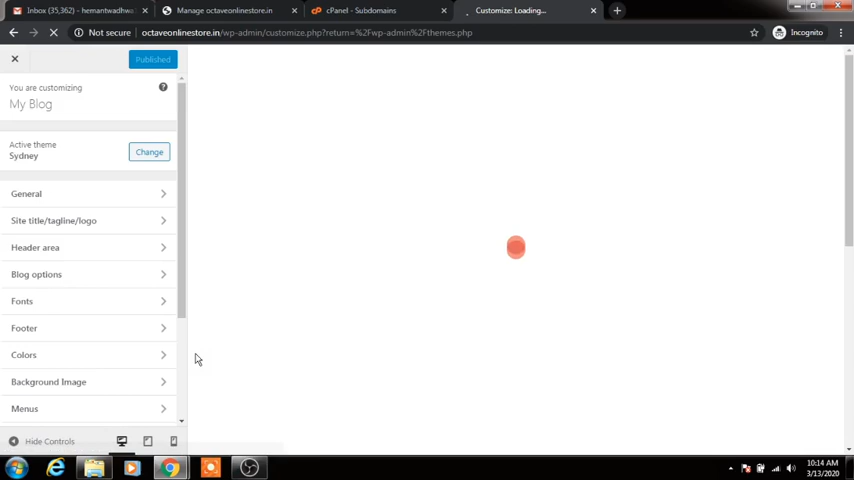 Inbox (35,362) - hemantwadhwa
Manage octaveonlinestore.in
cPanel - Subdomains
Customize: Loading...
Not secure
octaveonlinestore.in/wp-admin/customize.php?return=%2Fwp-admin%2Fthemes.php
Incognito
Published
You are customizing
My Blog
Active theme
Sydney
Change
General
Site title/tagline/logo
Header area
Blog options
Fonts
Footer
Colors
Background Image
Menus
Hide Controls
10:14 AM
3/13/2020